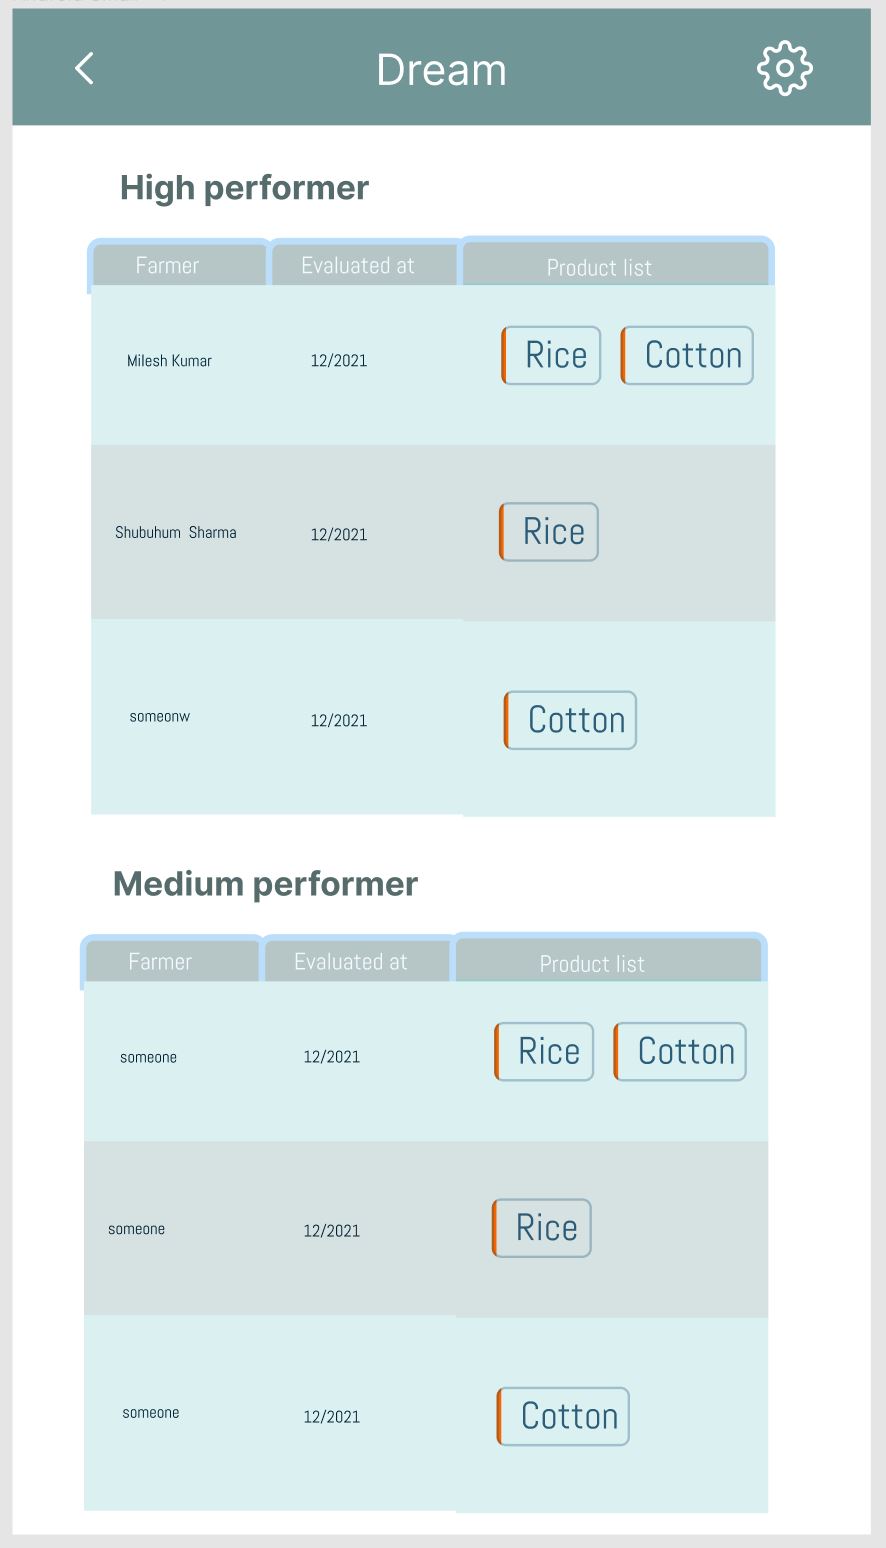 Dream
High performer
Farmer Evaluated at Product list
Milesh Kumar 12/2021 Rice Cotton
Shubuhum Sharma 12/2021 Rice
someonw 12/2021 Cotton
Medium performer
Farmer Evaluated at Product list
someone 12/2021 Rice Cotton
someone 12/2021 Rice
someone 12/2021 Cotton